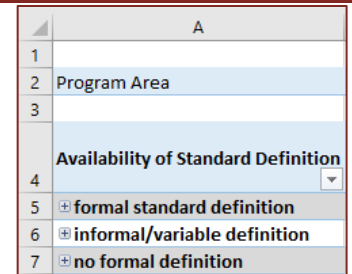 A
1
2 Program Area
3
4 Availability of Standard Definition
5 formal standard definition
6 informal/variable definition
7 no formal definition